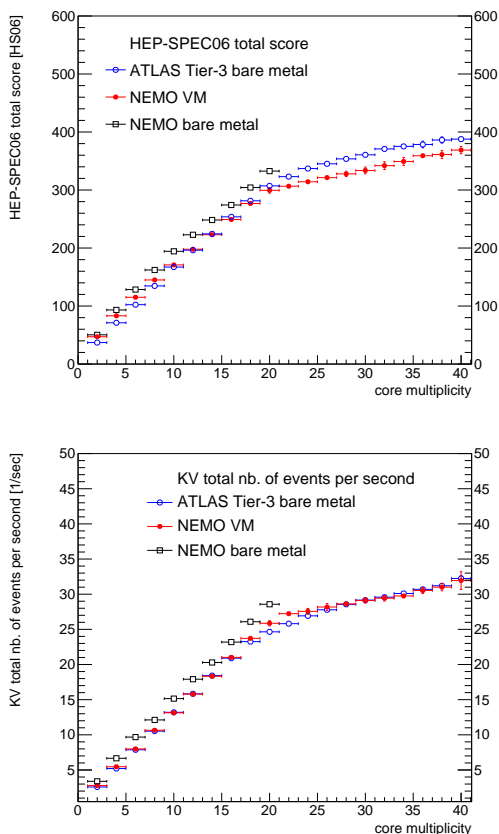 HEP-SPEC06 total score [HS06]
600
500
400
300
200
100
0
HEP-SPEC06 total score
ATLAS Tier-3 bare metal
NEMO VM
NEMO bare metal
600
500
400
300
200
100
0
0 5 10 15 20 25 30 35 40
core multiplicity
KV total nb. of events per second [1/sec]
50
45
40
35
30
25
20
15
10
5
KV total nb. of events per second
ATLAS Tier-3 bare metal
NEMO VM
NEMO bare metal
50
45
40
35
30
25
20
15
10
5
0 5 10 15 20 25 30 35 40
core multiplicity